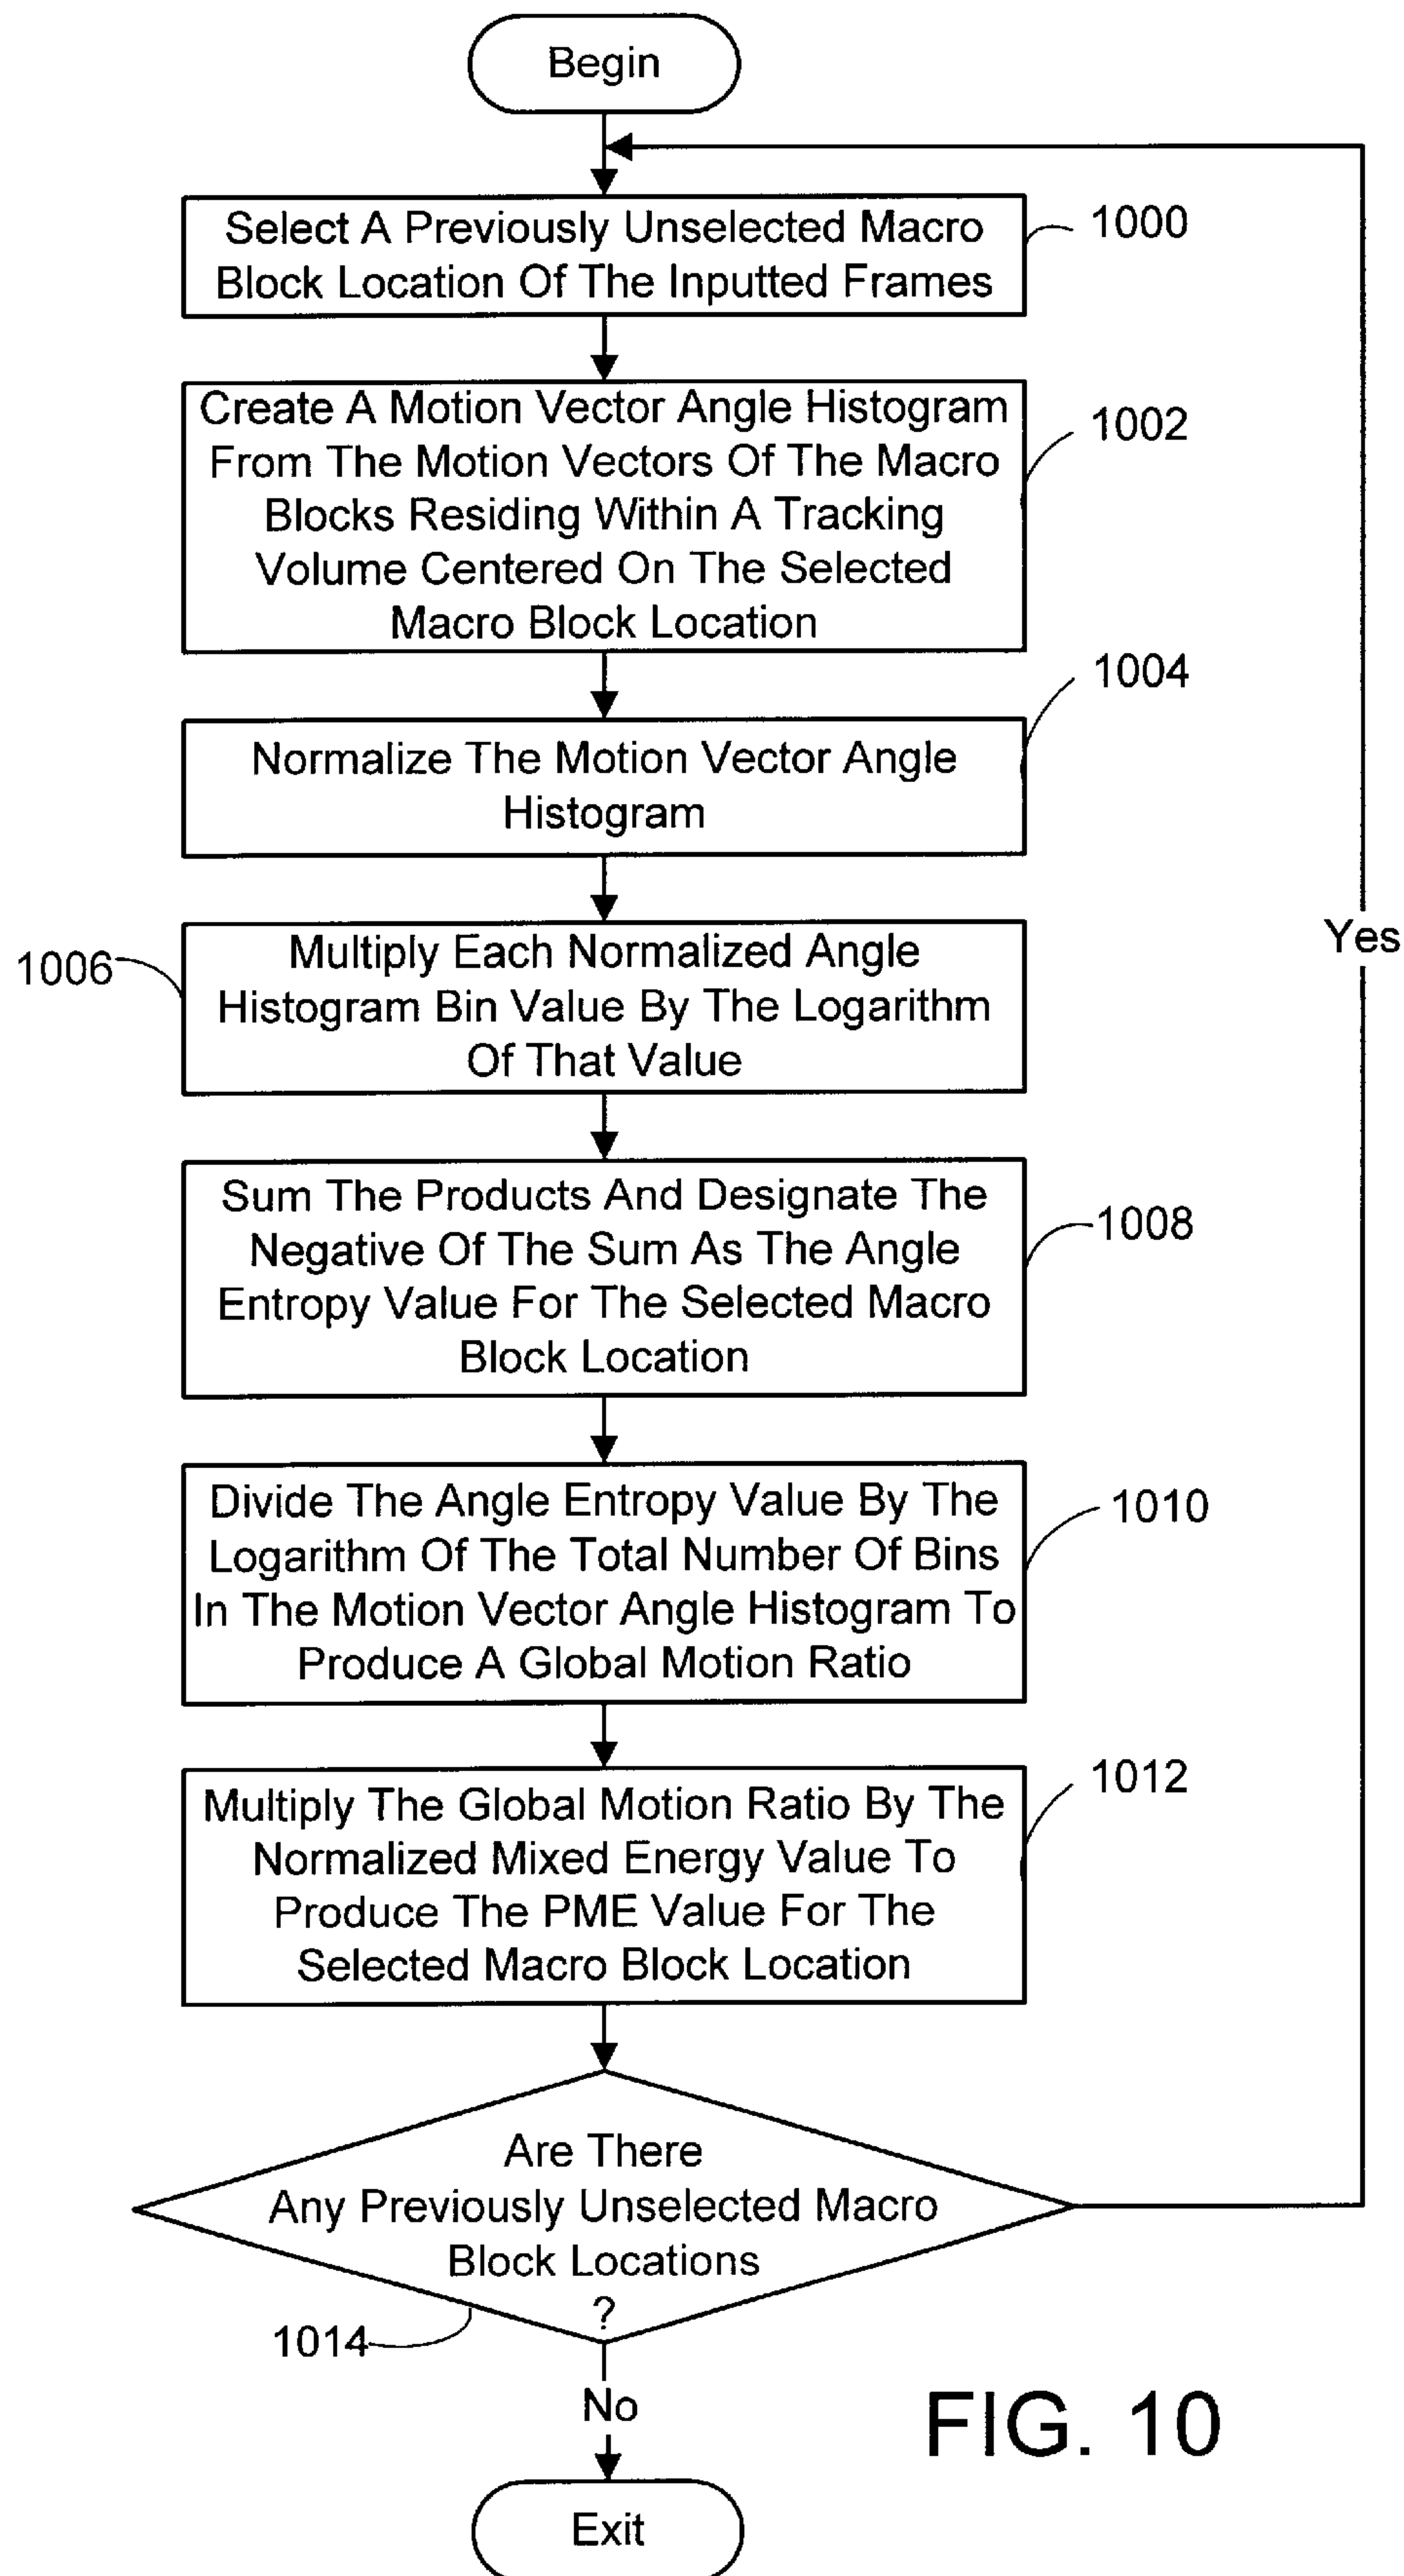 Begin
Select A Previously Unselected Macro
Block Location Of The Inputted Frames
1000
Create A Motion Vector Angle Histogram
From The Motion Vectors Of The Macro
Blocks Residing Within A Tracking
Volume Centered On The Selected
Macro Block Location
1002
1004
Normalize The Motion Vector Angle
Histogram
Yes
1006
Multiply Each Normalized Angle
Histogram Bin Value By The Logarithm
Of That Value
Sum The Products And Designate The
Negative Of The Sum As The Angle
Entropy Value For The Selected Macro
Block Location
1008
Divide The Angle Entropy Value By The
Logarithm Of The Total Number Of Bins
In The Motion Vector Angle Histogram To
Produce A Global Motion Ratio
1010
Multiply The Global Motion Ratio By The
Normalized Mixed Energy Value To
Produce The PME Value For The
Selected Macro Block Location
1012
Are There
Any Previously Unselected Macro
Block Locations
?
1014
No
FIG. 10
Exit